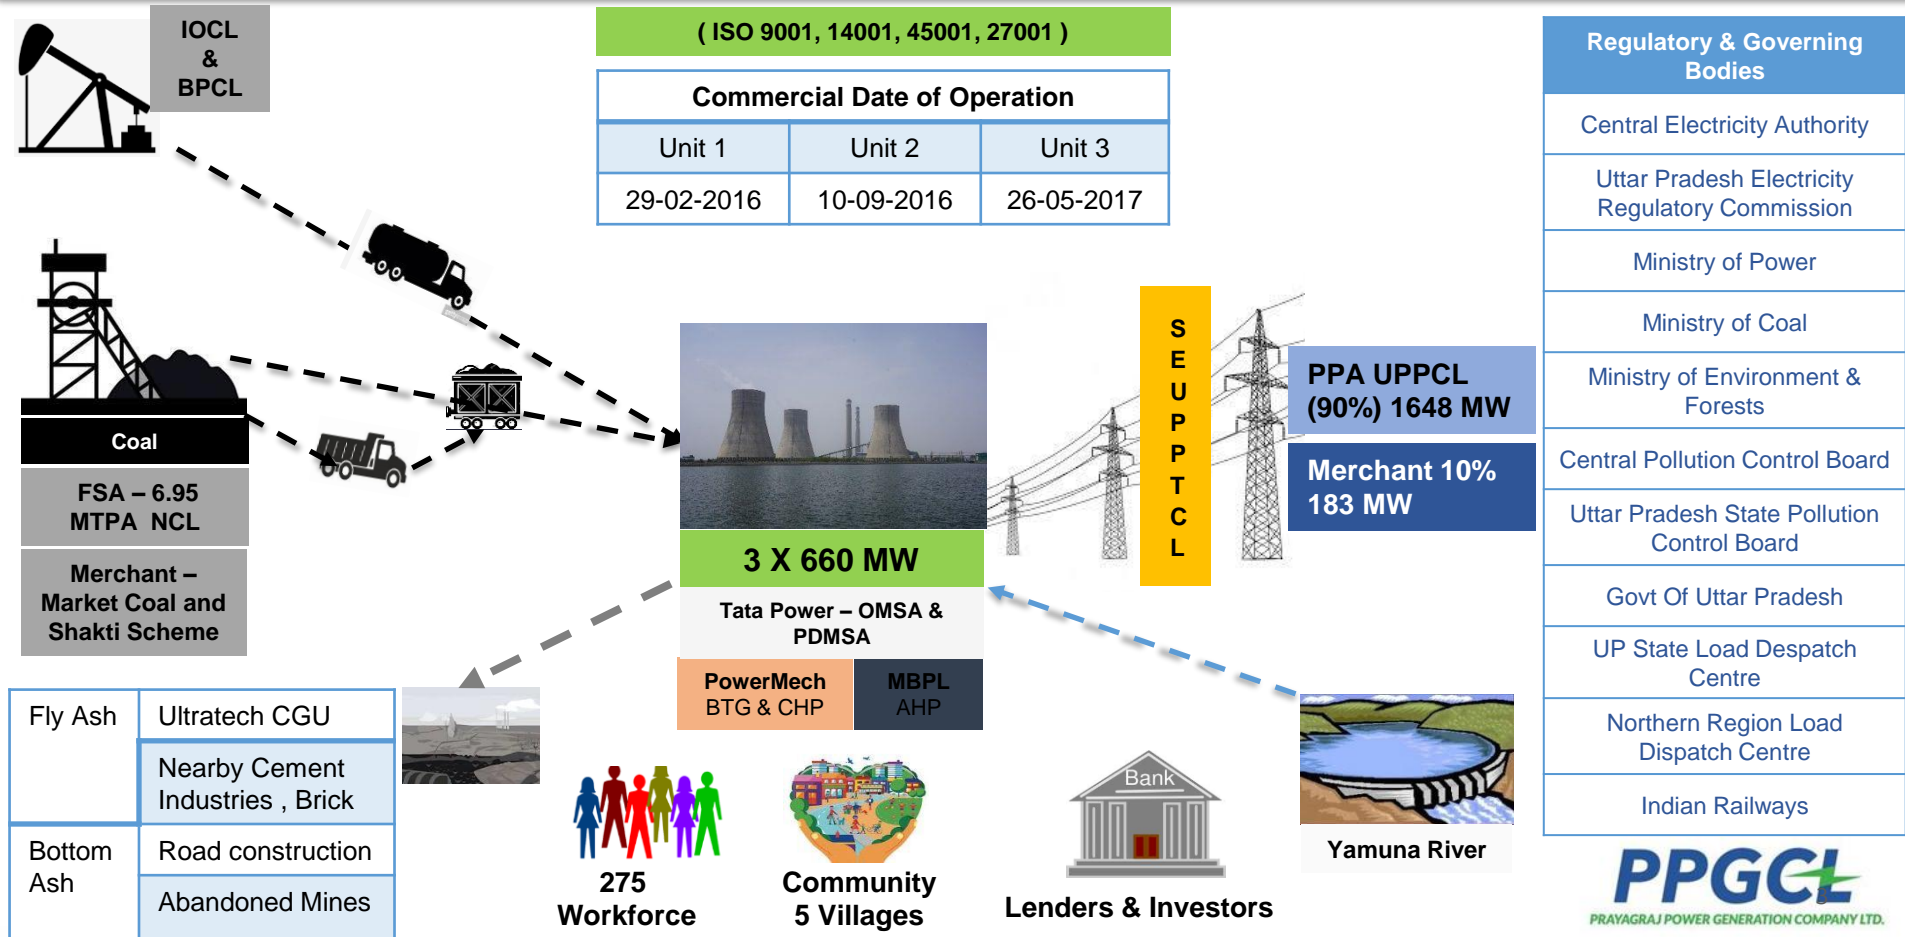 IOCL
&
BPCL
( ISO 9001, 14001, 45001, 27001 )
Commercial Date of Operation
Unit 1 Unit 2 Unit 3
29-02-2016 10-09-2016 26-05-2017
Coal
FSA – 6.95
MTPA NCL
Merchant –
Market Coal and
Shakti Scheme
3 X 660 MW
Tata Power – OMSA &
PDMSA
PowerMech
BTG & CHP
MBPL
AHP
S
E
U
P
P
T
C
L
PPA UPPCL
(90%) 1648 MW
Merchant 10%
183 MW
Fly Ash
Ultratech CGU
Nearby Cement
Industries , Brick
Bottom
Ash
Road construction
Abandoned Mines
275
Workforce
Community
5 Villages
Bank
Lenders & Investors
Yamuna River
Regulatory & Governing
Bodies
Central Electricity Authority
Uttar Pradesh Electricity
Regulatory Commission
Ministry of Power
Ministry of Coal
Ministry of Environment &
Forests
Central Pollution Control Board
Uttar Pradesh State Pollution
Control Board
Govt Of Uttar Pradesh
UP State Load Despatch
Centre
Northern Region Load
Dispatch Centre
Indian Railways
PPGCL
PRAYAGRAJ POWER GENERATION COMPANY LTD.